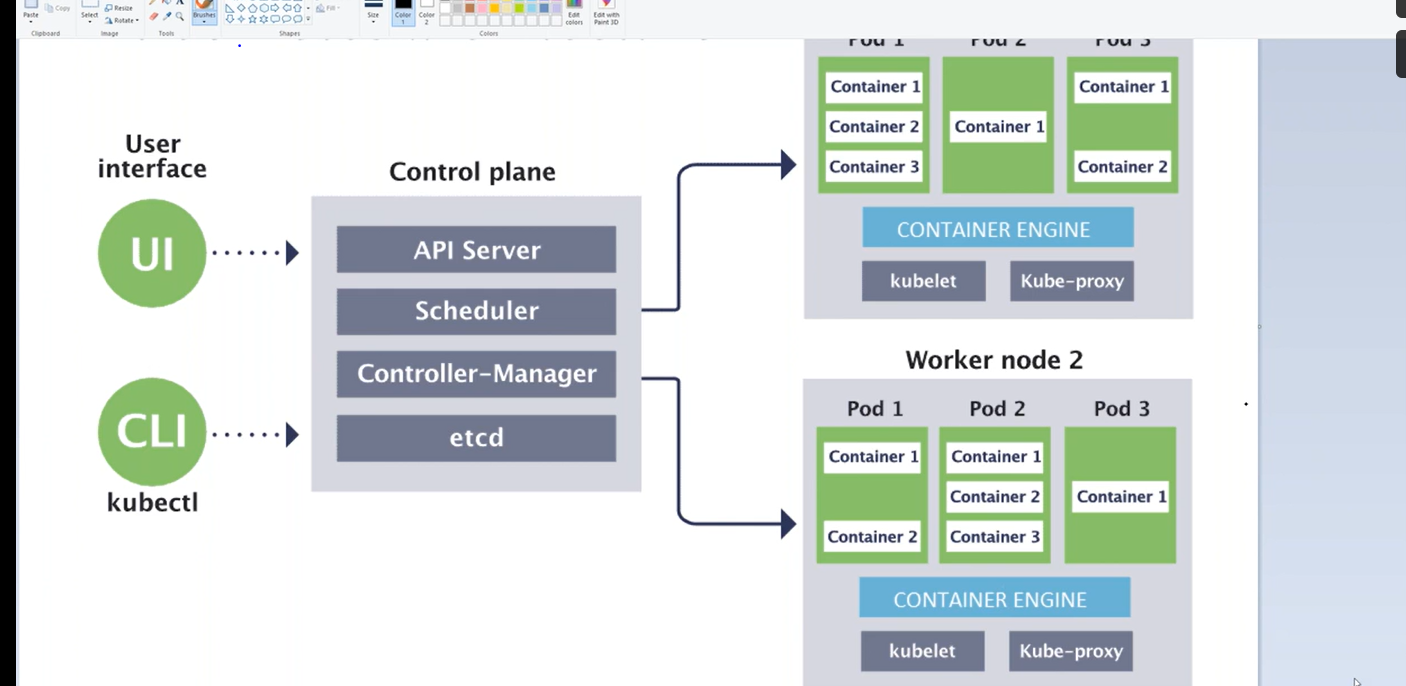 Paste
Copy
Select
Resize
Rotate
Brushes
Fill
Size
Color 1
Color 2
Edit colors
Edit with Paint 3D
Clipboard
Image
Tools
Shapes
Colors
User
interface
UI
CLI
kubectl
Control plane
API Server
Scheduler
Controller-Manager
etcd
Pod 1
Pod 2
Pod 3
Container 1
Container 2
Container 3
Container 1
Container 1
Container 2
CONTAINER ENGINE
kubelet
Kube-proxy
Worker node 2
Pod 1
Pod 2
Pod 3
Container 1
Container 2
Container 1
Container 2
Container 3
Container 1
CONTAINER ENGINE
kubelet
Kube-proxy